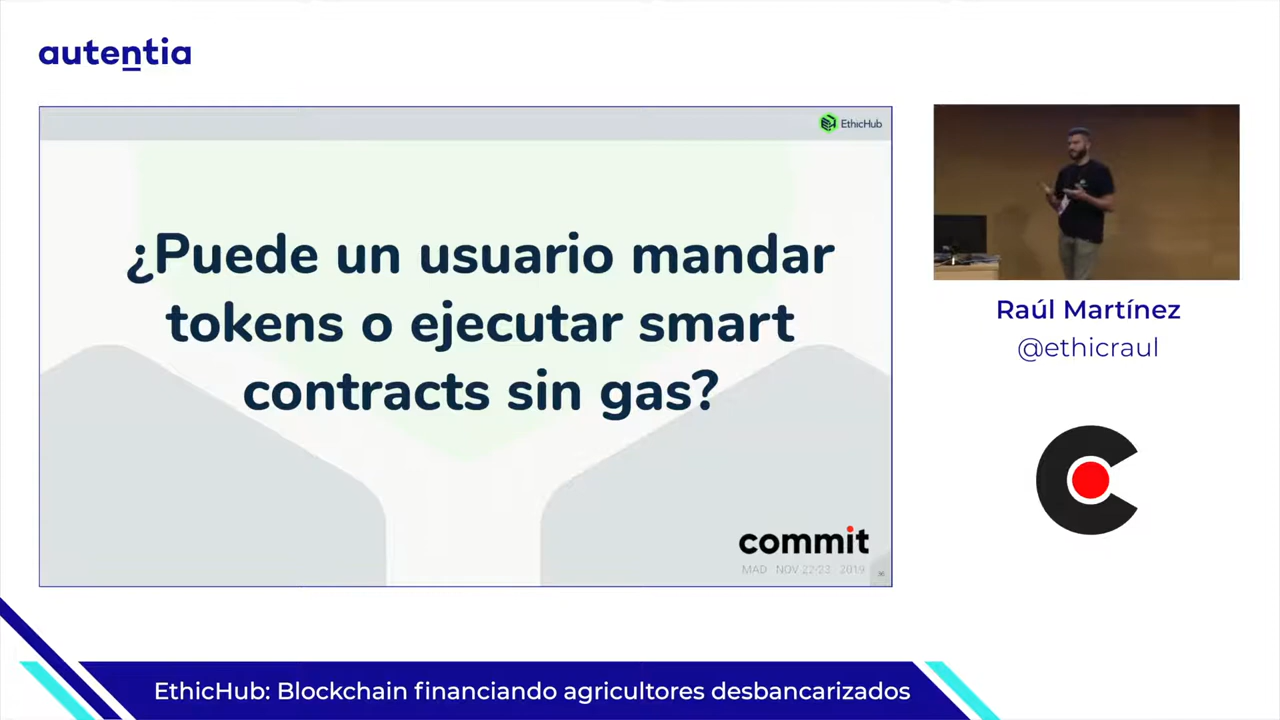 autentia
EthicHub
¿Puede un usuario mandar
tokens o ejecutar smart
contracts sin gas?
commit
MAD NOV 22/23 2019
Raúl Martínez
@ethicraul
EthicHub: Blockchain financiando agricultores desbancarizados